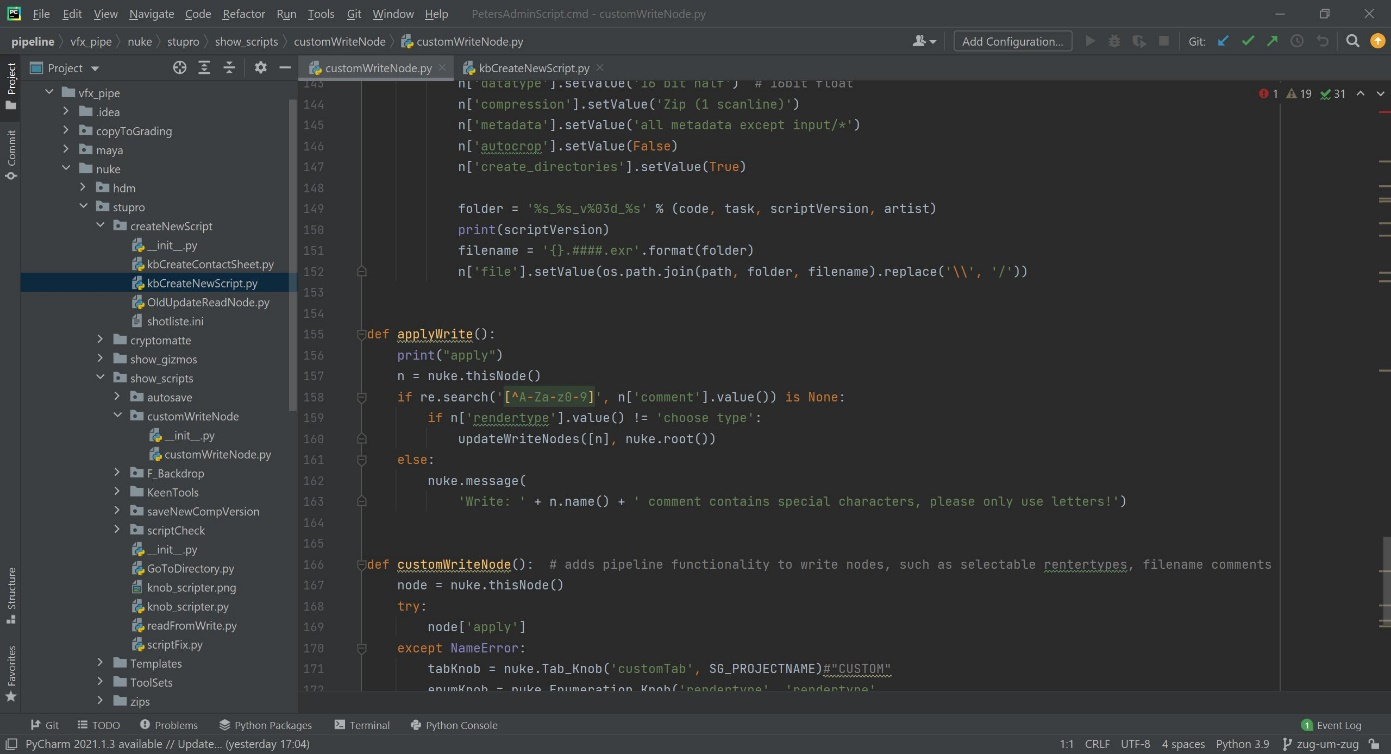 PC File Edit View Navigate Code Refactor Run Tools Git Window Help PetersAdminScript.cmd - customWriteNode.py
pipeline vfx_pipe nuke stupro show_scripts customWriteNode customWriteNode.py Add Configuration... Git:
Project customWriteNode.py kbCreateNewScript.py
Project
Commit
Structure
Favorites
vfx_pipe
.idea
copyToGrading
maya
nuke
hdm
stupro
createNewScript
__init__.py
kbCreateContactSheet.py
kbCreateNewScript.py
OldUpdateReadNode.py
shotliste.ini
cryptomatte
show_gizmos
show_scripts
autosave
customWriteNode
__init__.py
customWriteNode.py
F_Backdrop
KeenTools
saveNewCompVersion
scriptCheck
__init__.py
GoToDirectory.py
knob_scripter.png
knob_scripter.py
readFromWrite.py
scriptFix.py
Templates
ToolSets
zips
1 19 31
143 n['datatype'].setValue('16 bit half') # 16bit float
144 n['compression'].setValue('Zip (1 scanline)')
145 n['metadata'].setValue('all metadata except input/*')
146 n['autocrop'].setValue(False)
147 n['create_directories'].setValue(True)
148
149 folder = '%s_%s_v%03d_%s' % (code, task, scriptVersion, artist)
150 print(scriptVersion)
151 filename = '{}.####.exr'.format(folder)
152 n['file'].setValue(os.path.join(path, folder, filename).replace('\\', '/'))
153
154
155 def applyWrite():
156 print("apply")
157 n = nuke.thisNode()
158 if re.search('[^A-Za-z0-9]', n['comment'].value()) is None:
159 if n['rendertype'].value() != 'choose type':
160 updateWriteNodes([n], nuke.root())
161 else:
162 nuke.message(
163 'Write: ' + n.name() + ' comment contains special characters, please only use letters!')
164
165
166 def customWriteNode(): # adds pipeline functionality to write nodes, such as selectable rentertypes, filename comments
167 node = nuke.thisNode()
168 try:
169 node['apply']
170 except NameError:
171 tabKnob = nuke.Tab_Knob('customTab', SG_PROJECTNAME)#"CUSTOM"
172 enumKnob = nuke.Enumeration_Knob('rendertype', 'rendertype',
Git TODO Problems Python Packages Terminal Python Console 1 Event Log
PyCharm 2021.1.3 available // Update... (yesterday 17:04) 1:1 CRLF UTF-8 4 spaces Python 3.9 zug-um-zug